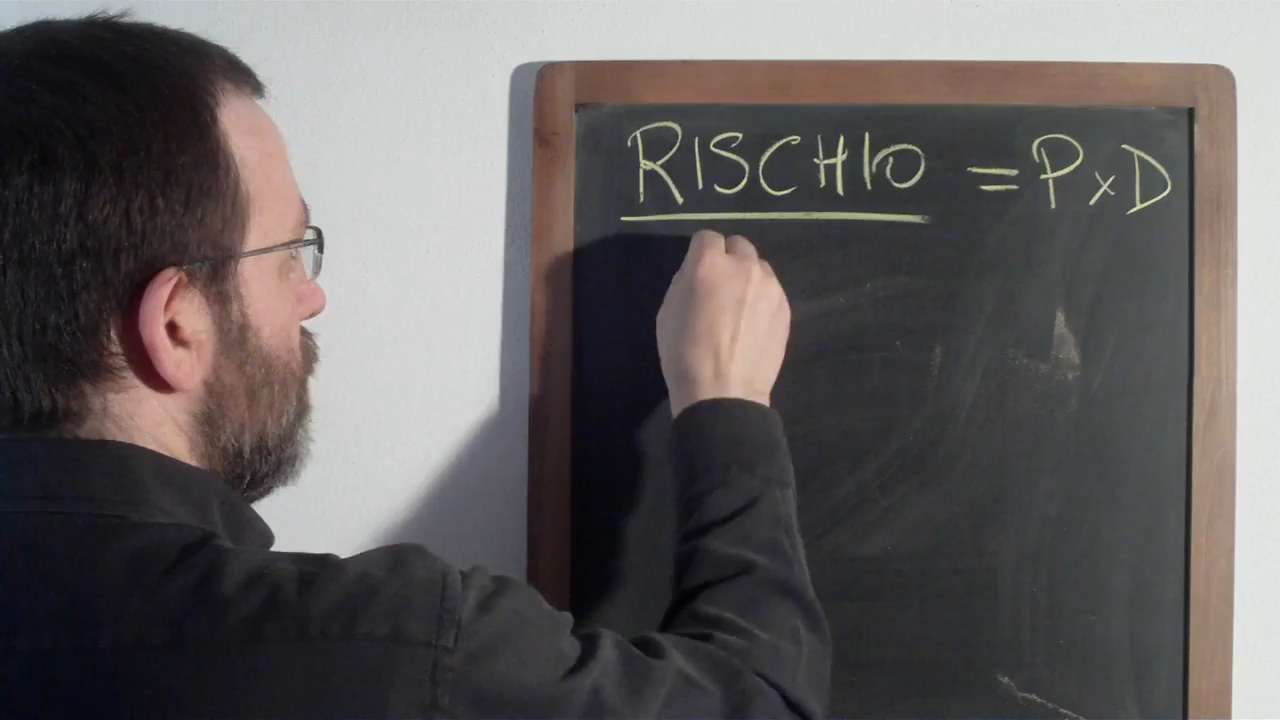 RISCHIO = P x D